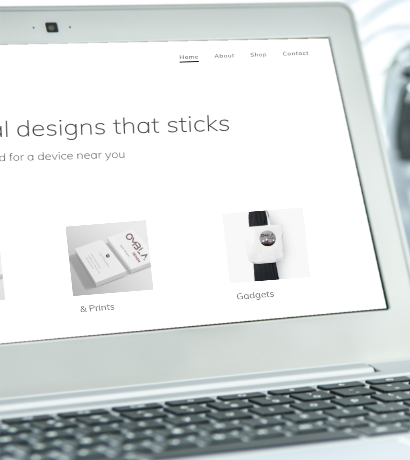 Home About Shop Contact
al designs that sticks
d for a device near you
& Prints
Gadgets